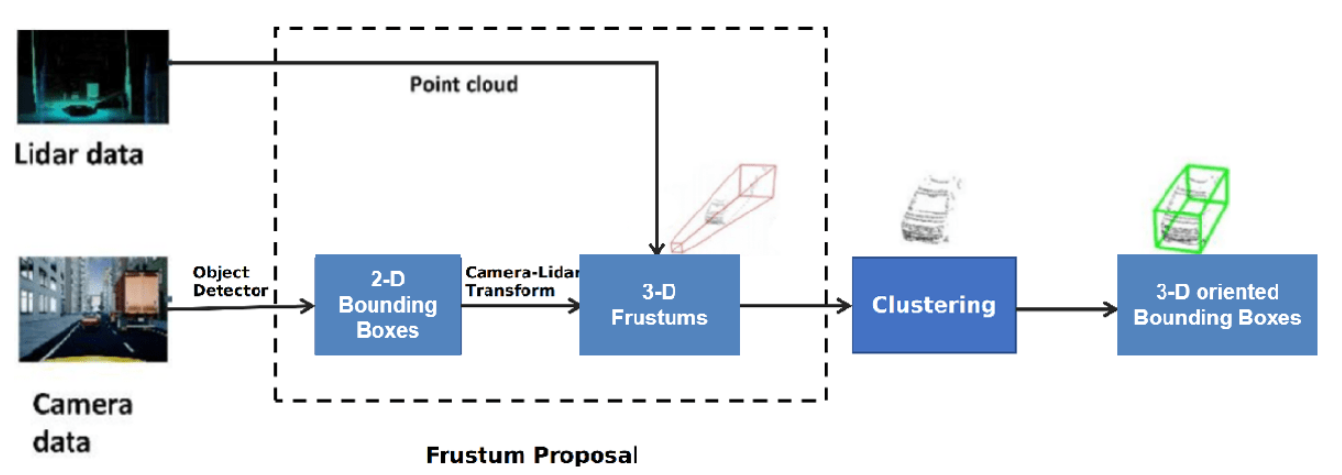 Point cloud
Lidar data
Object
Detector
2-D
Bounding
Boxes
Camera-Lidar
Transform
3-D
Frustums
Clustering
3-D oriented
Bounding Boxes
Camera
data
Frustum Proposal